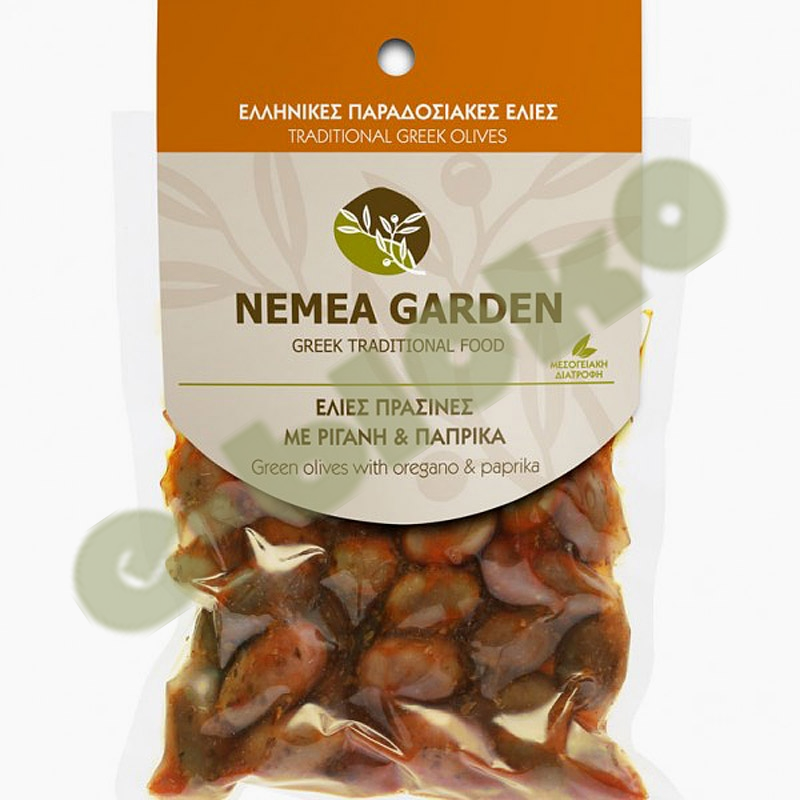 ΕΛΛΗΝΙΚΕΣ ΠΑΡΑΔΟΣΙΑΚΕΣ ΕΛΙΕΣ
TRADITIONAL GREEK OLIVES
NEMEA GARDEN
GREEK TRADITIONAL FOOD
ΜΕΣΟΓΕΙΑΚΗ
ΔΙΑΤΡΟΦΗ
ΕΛΙΕΣ ΠΡΑΣΙΝΕΣ
ΜΕ ΡΙΓΑΝΗ & ΠΑΠΡΙΚΑ
Green olives with oregano & paprika